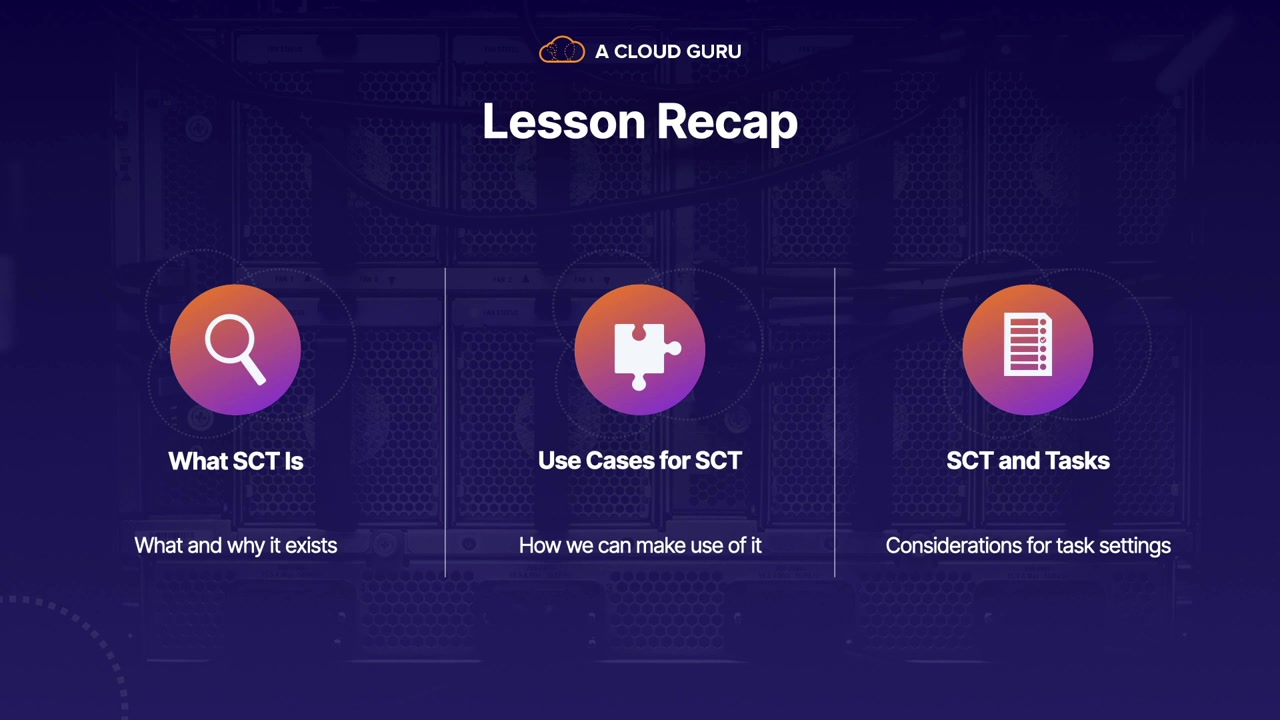 A CLOUD GURU
Lesson Recap
What SCT Is
What and why it exists
Use Cases for SCT
How we can make use of it
SCT and Tasks
Considerations for task settings